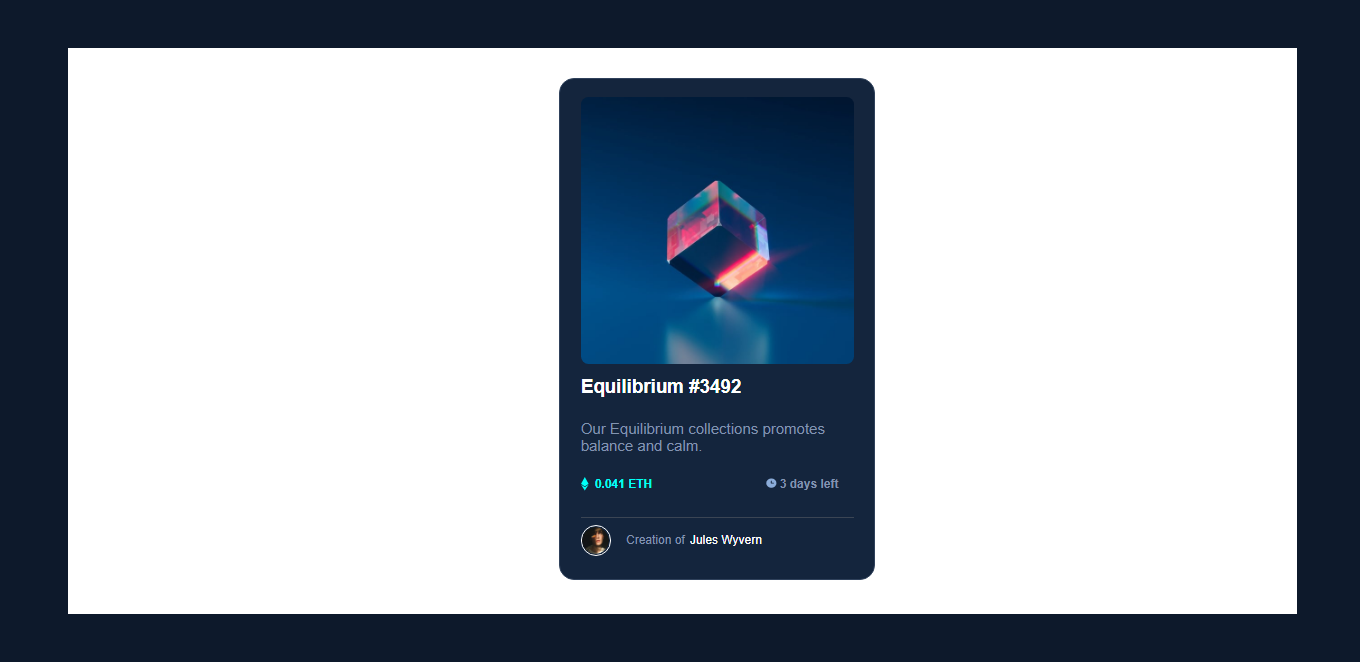 Equilibrium #3492
Our Equilibrium collections promotes
balance and calm.
0.041 ETH
3 days left
Creation of Jules Wyvern